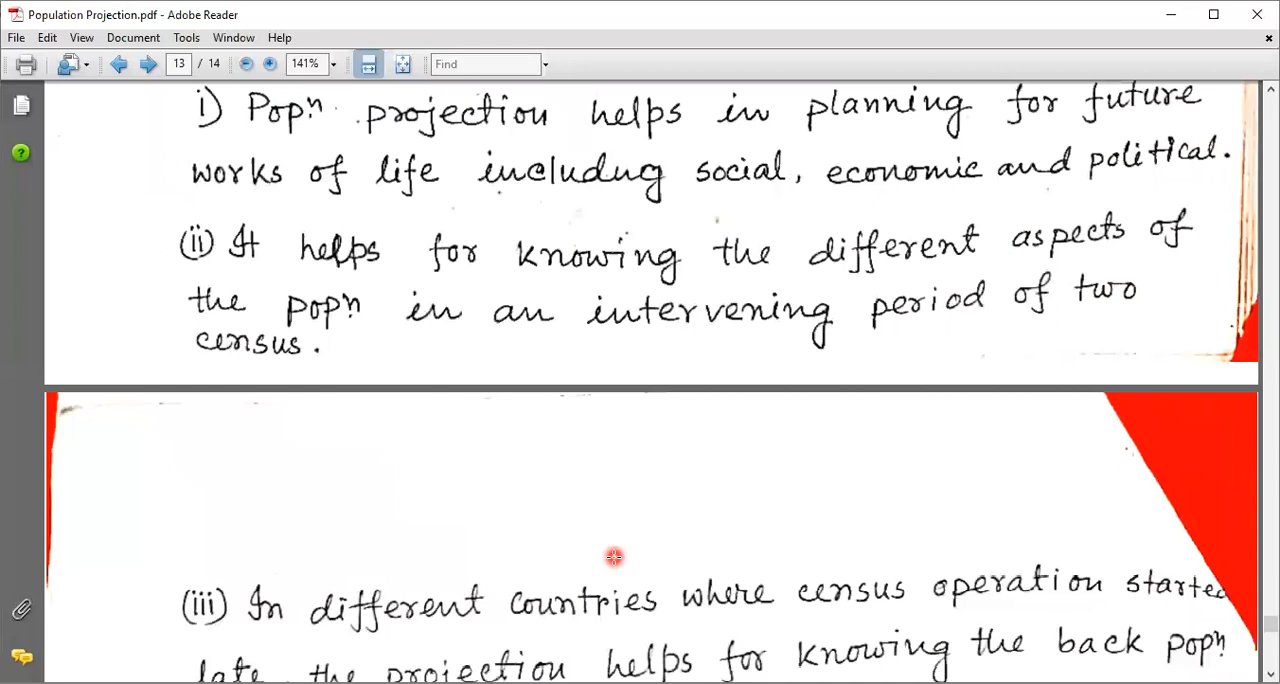 Population Projection.pdf - Adobe Reader
File Edit View Document Tools Window Help
13 / 14 141% Find
i) Popⁿ. projection helps in planning for future
works of life includug social, economic and political.
(ii) It helps for knowing the different aspects of
the popⁿ in an intervening period of two
census.
(iii) In different countries where census operation started
late, the projection helps for knowing the back popⁿ